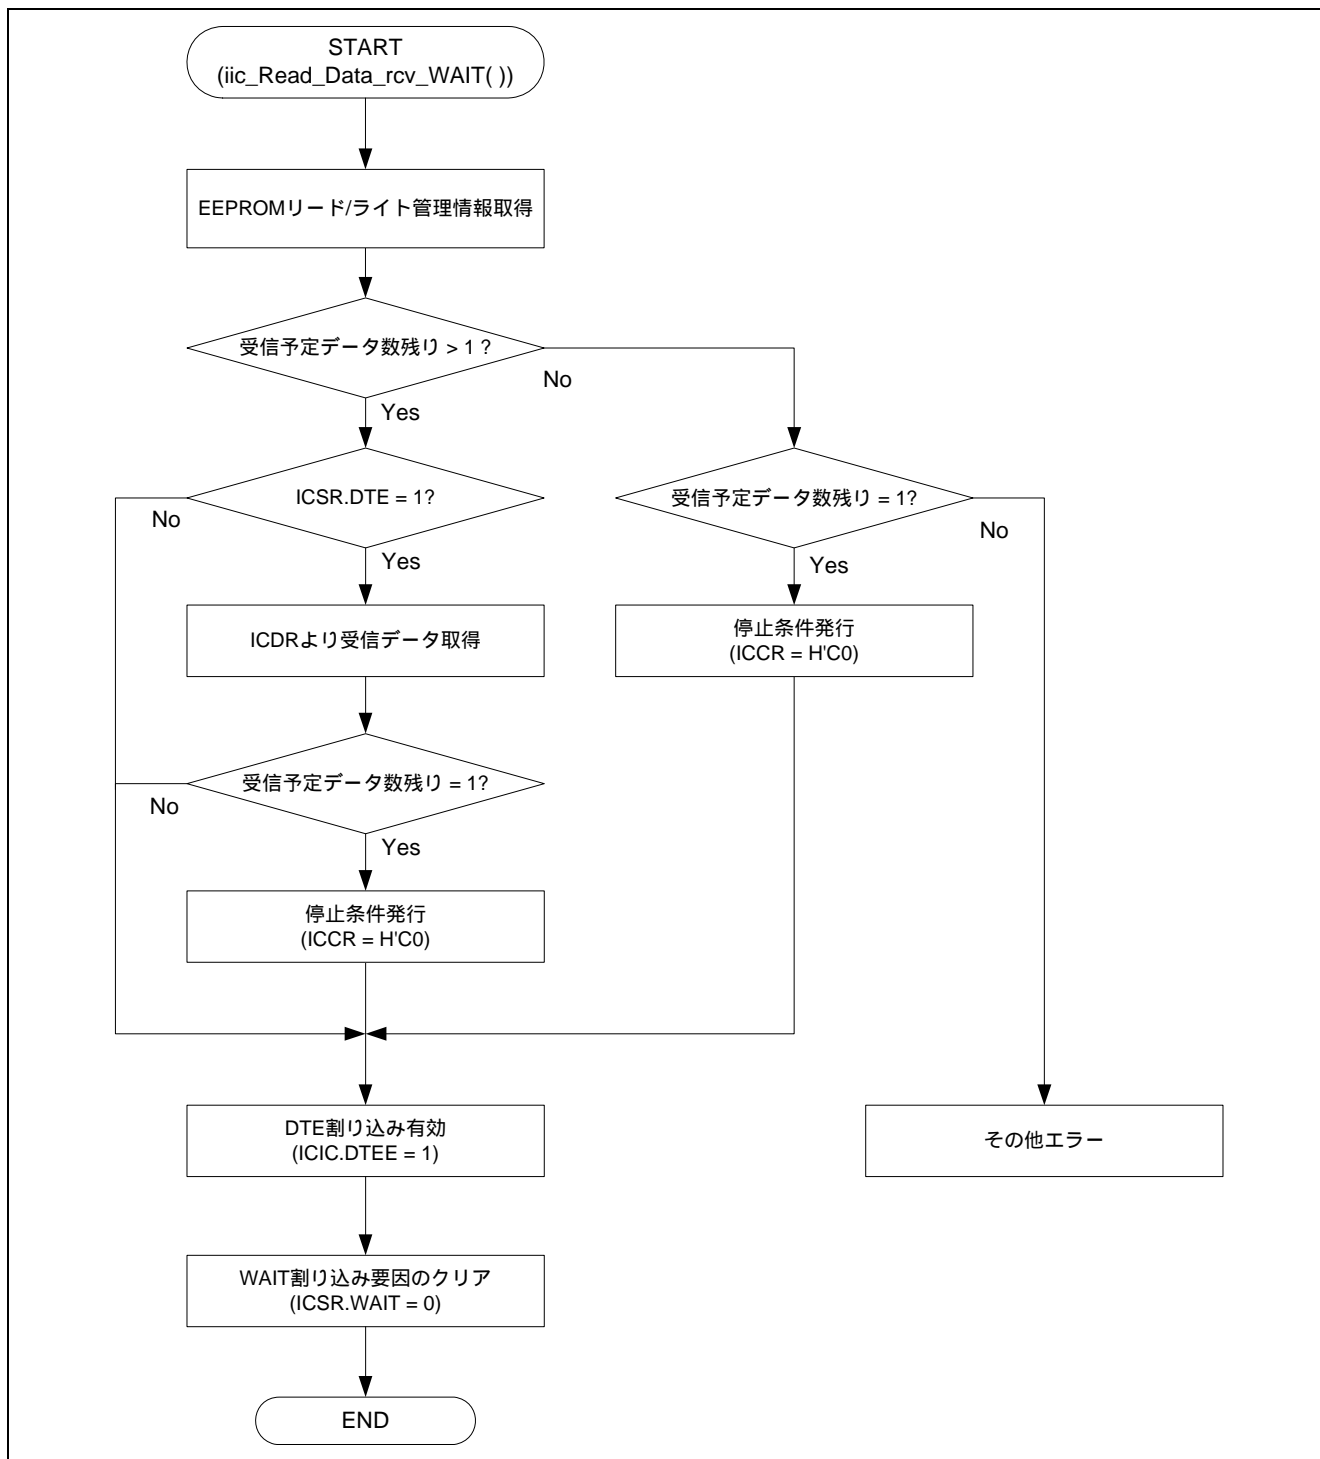 START
(iic_Read_Data_rcv_WAIT( ))
EEPROMリード/ライト管理情報取得
受信予定データ数残り > 1 ?
No
Yes
ICSR.DTE = 1?
No
Yes
受信予定データ数残り = 1?
No
Yes
ICDRより受信データ取得
停止条件発行
(ICCR = H'C0)
受信予定データ数残り = 1?
No
Yes
停止条件発行
(ICCR = H'C0)
DTE割り込み有効
(ICIC.DTEE = 1)
その他エラー
WAIT割り込み要因のクリア
(ICSR.WAIT = 0)
END